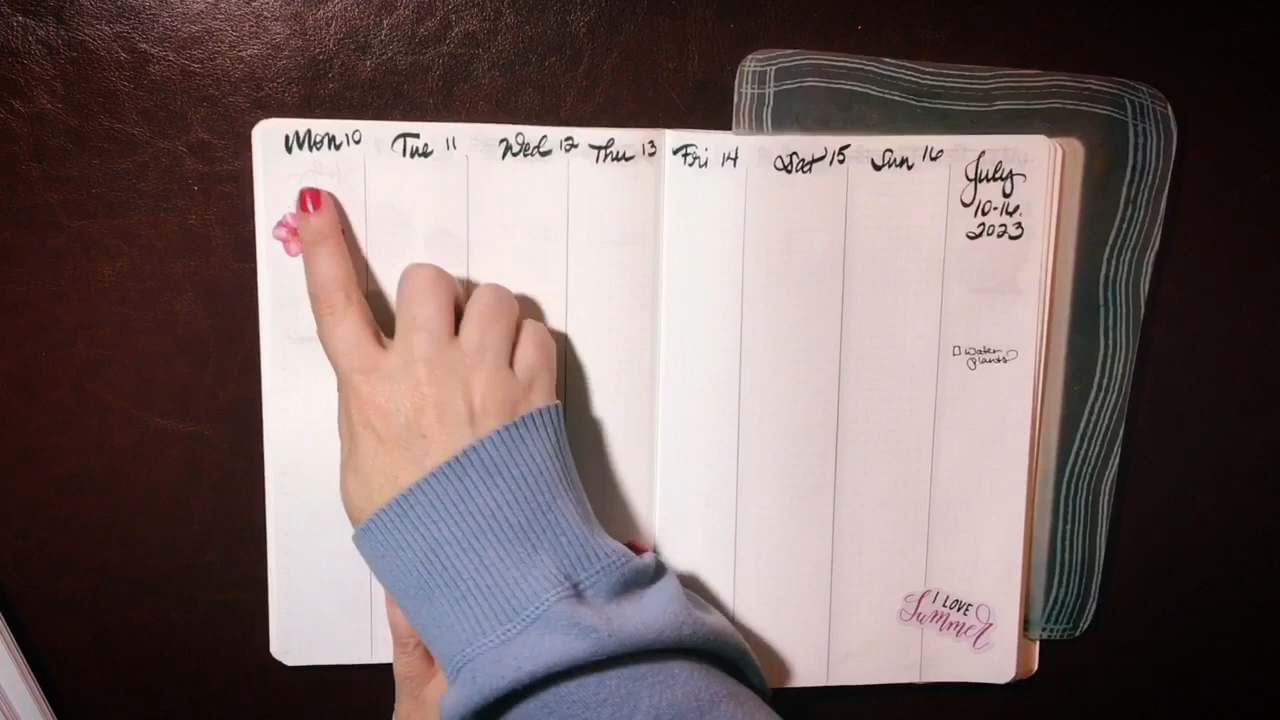 Mon 10
Tue 11
Wed 12
Thu 13
Fri 14
Sat 15
Sun 16
July
10-16.
2023
Water
plants
I LOVE
Summer